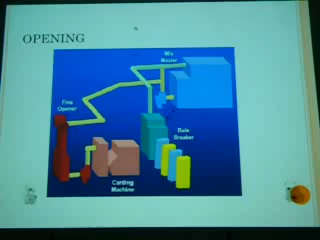 OPENING
Mix
Master
Fine
Opener
Bale
Breaker
Carding
Machine